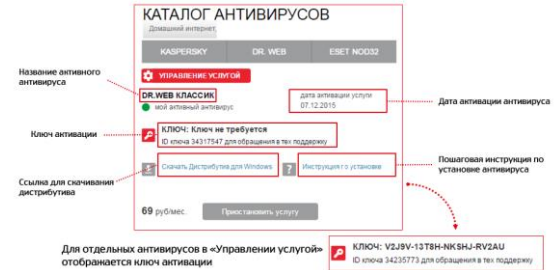 КАТАЛОГ АНТИВИРУСОВ
Домашний интернет,
KASPERSKY DR. WEB ESET NOD32
УПРАВЛЕНИЕ УСЛУГОЙ
Название активного
антивируса
DR.WEB КЛАССИК
мой активный антивирус
дата активации услуги
07.12.2015
Дата активации антивируса
Ключ активации
КЛЮЧ: Ключ не требуется
ID ключа 34317547 для обращения в тех поддержку
Ссылка для скачивания
дистрибутива
Скачать Дистрибутив для Windows
? Инструкция по установке
Пошаговая инструкция по
установке антивируса
69 руб/мес. Приостановить услугу
Для отдельных антивирусов в «Управлении услугой»
отображается ключ активации
КЛЮЧ: V2J9V-13T8H-NKSHJ-RV2AU
ID ключа 34235773 для обращения в тех поддержку